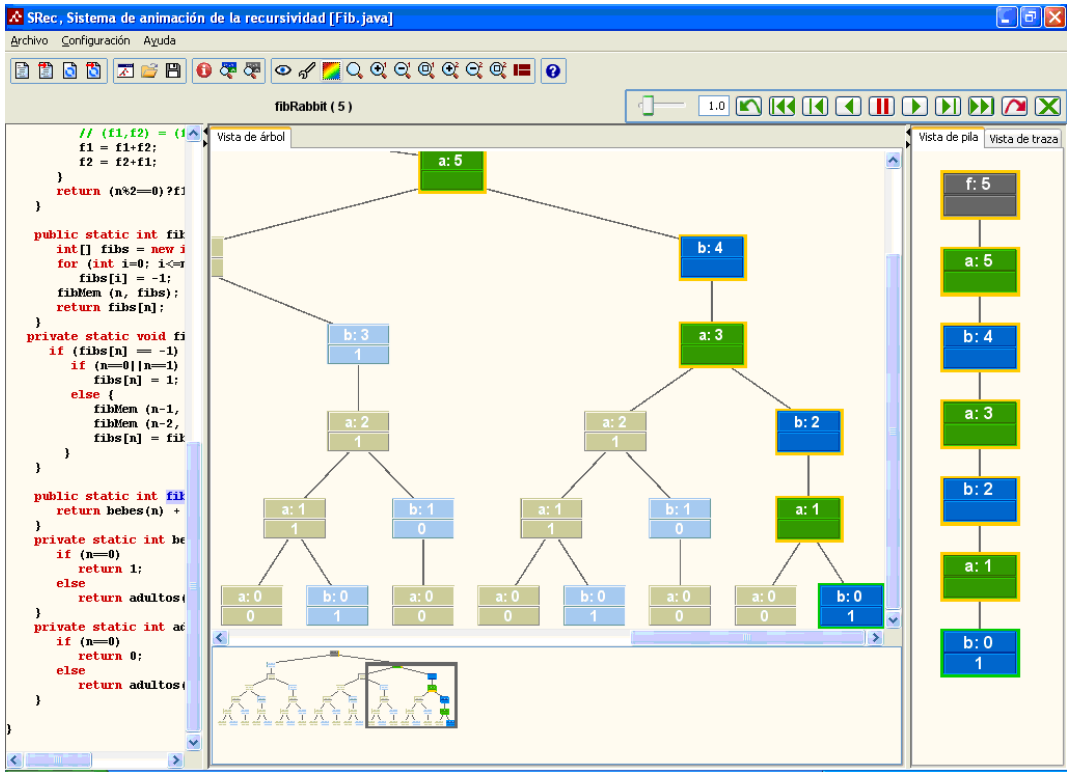 SRec, Sistema de animación de la recursividad [Fib.java]
Archivo Configuración Ayuda
fibRabbit ( 5 )
1.0
// (f1,f2) = (f
f1 = f1+f2;
f2 = f2+f1;
}
return (n%2==0)?f1
}
public static int fib
int[] fibs = new i
for (int i=0; i<=n
fibs[i] = -1;
fibMem (n, fibs);
return fibs[n];
}
private static void fi
if (fibs[n] == -1)
if (n==0||n==1)
fibs[n] = 1;
else {
fibMem (n-1,
fibMem (n-2,
fibs[n] = fib
}
}
public static int fib
return bebes(n) +
}
private static int be
if (n==0)
return 1;
else
return adultos(
}
private static int ad
if (n==0)
return 0;
else
return adultos(
}
}
Vista de árbol
a: 5
b: 4
b: 3
1
a: 3
a: 2
1
a: 2
1
b: 2
a: 1
1
b: 1
0
a: 1
1
b: 1
0
a: 1
a: 0
0
b: 0
1
a: 0
0
a: 0
0
b: 0
1
a: 0
0
a: 0
0
b: 0
1
Vista de pila Vista de traza
f: 5
a: 5
b: 4
a: 3
b: 2
a: 1
b: 0
1